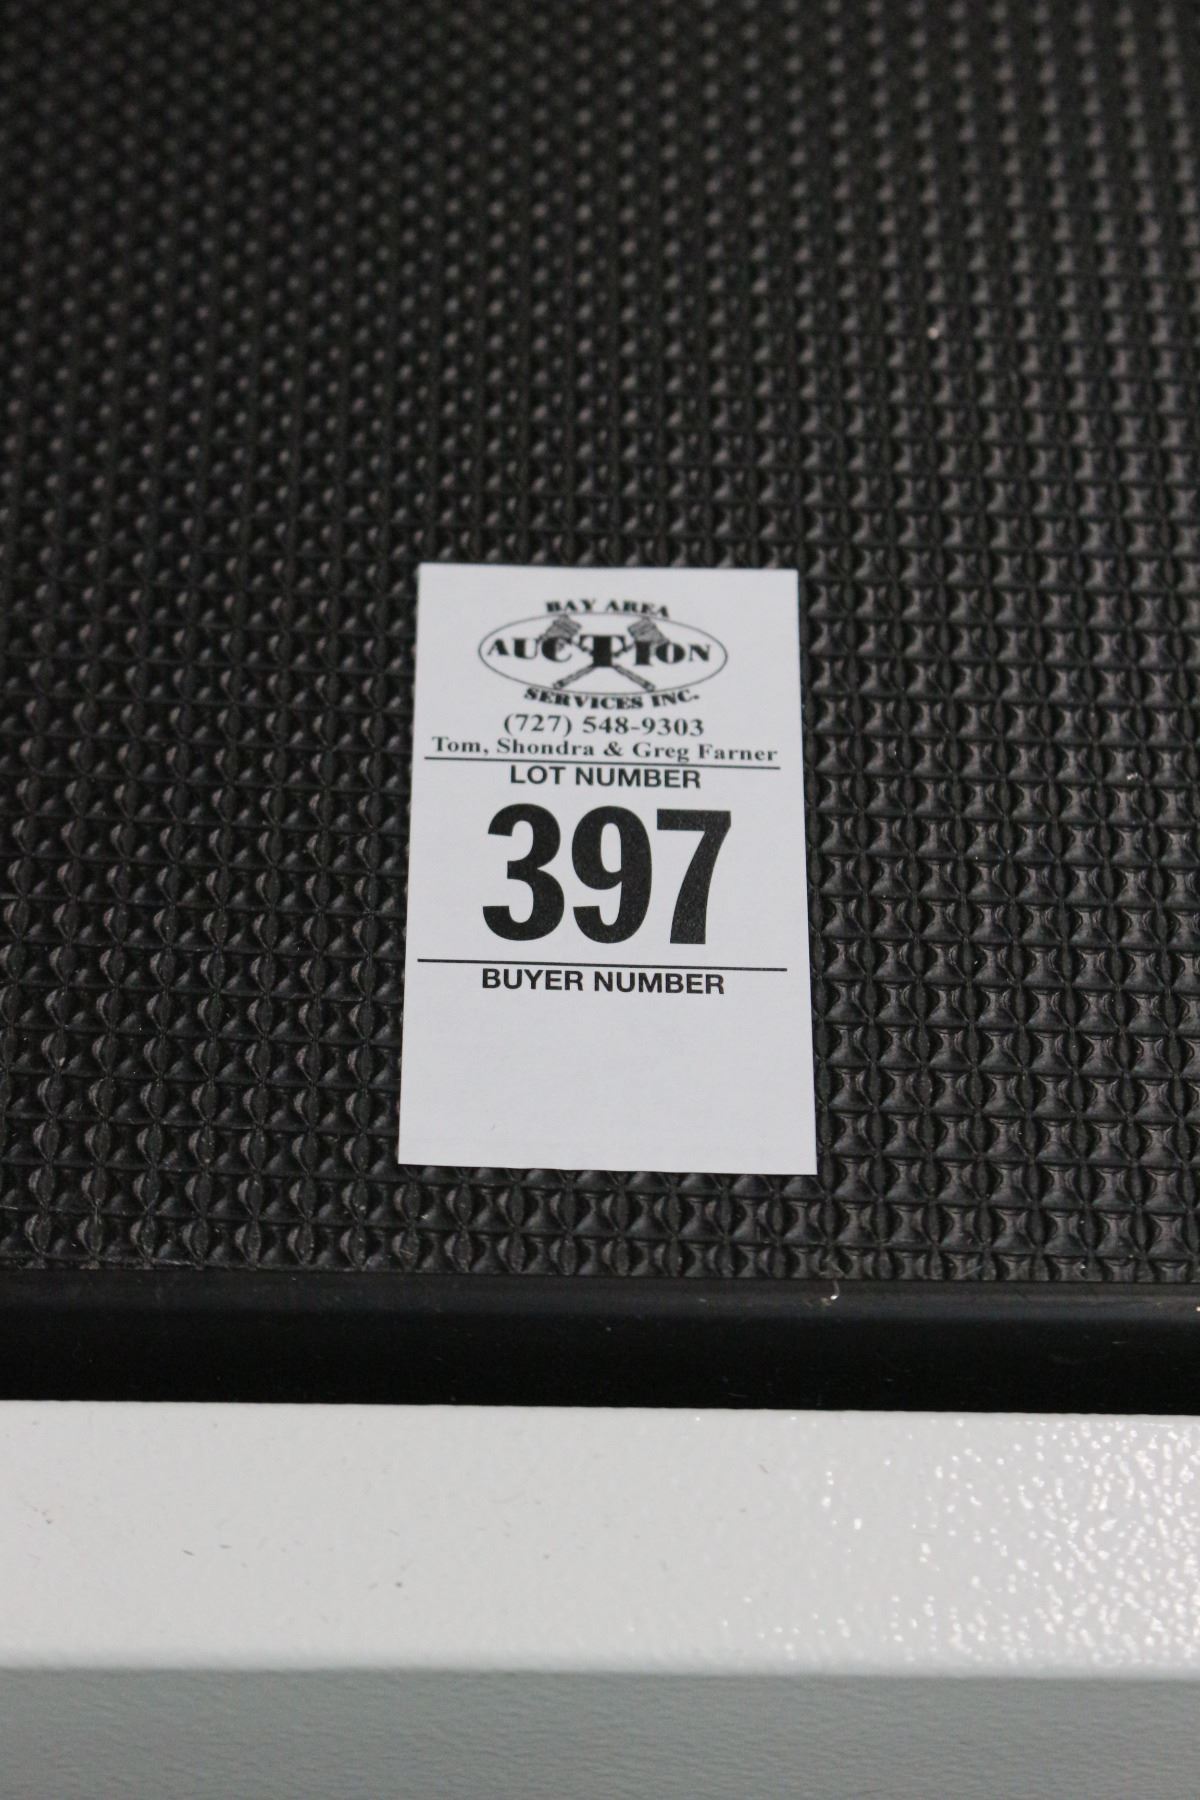 BAY AREA
AUCTION
SERVICES INC.
(727) 548-9303
Tom, Shondra & Greg Farner
LOT NUMBER
397
BUYER NUMBER